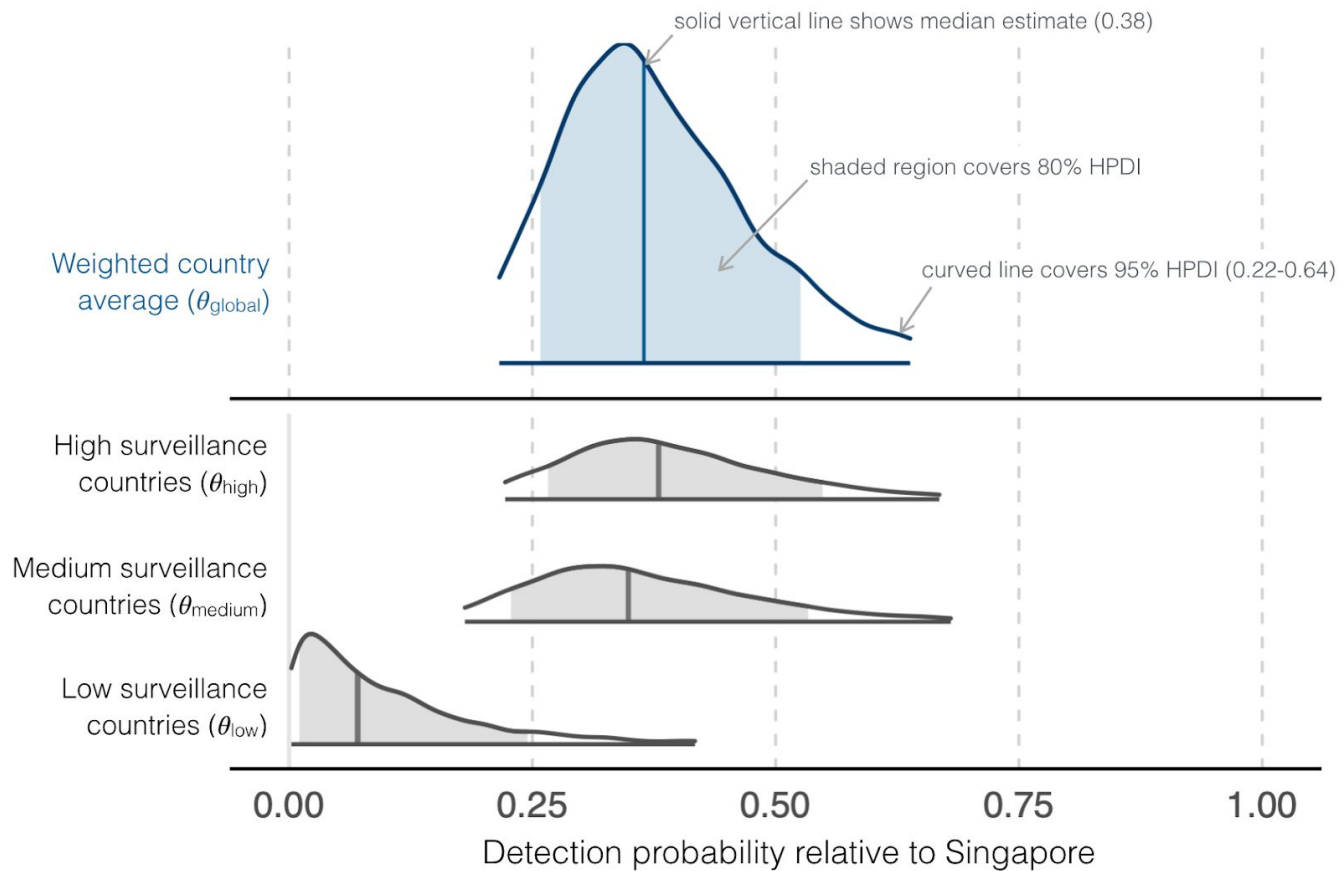 solid vertical line shows median estimate (0.38)
shaded region covers 80% HPDI
Weighted country
average (θglobal)
curved line covers 95% HPDI (0.22-0.64)
High surveillance
countries (θhigh)
Medium surveillance
countries (θmedium)
Low surveillance
countries (θlow)
0.00 0.25 0.50 0.75 1.00
Detection probability relative to Singapore